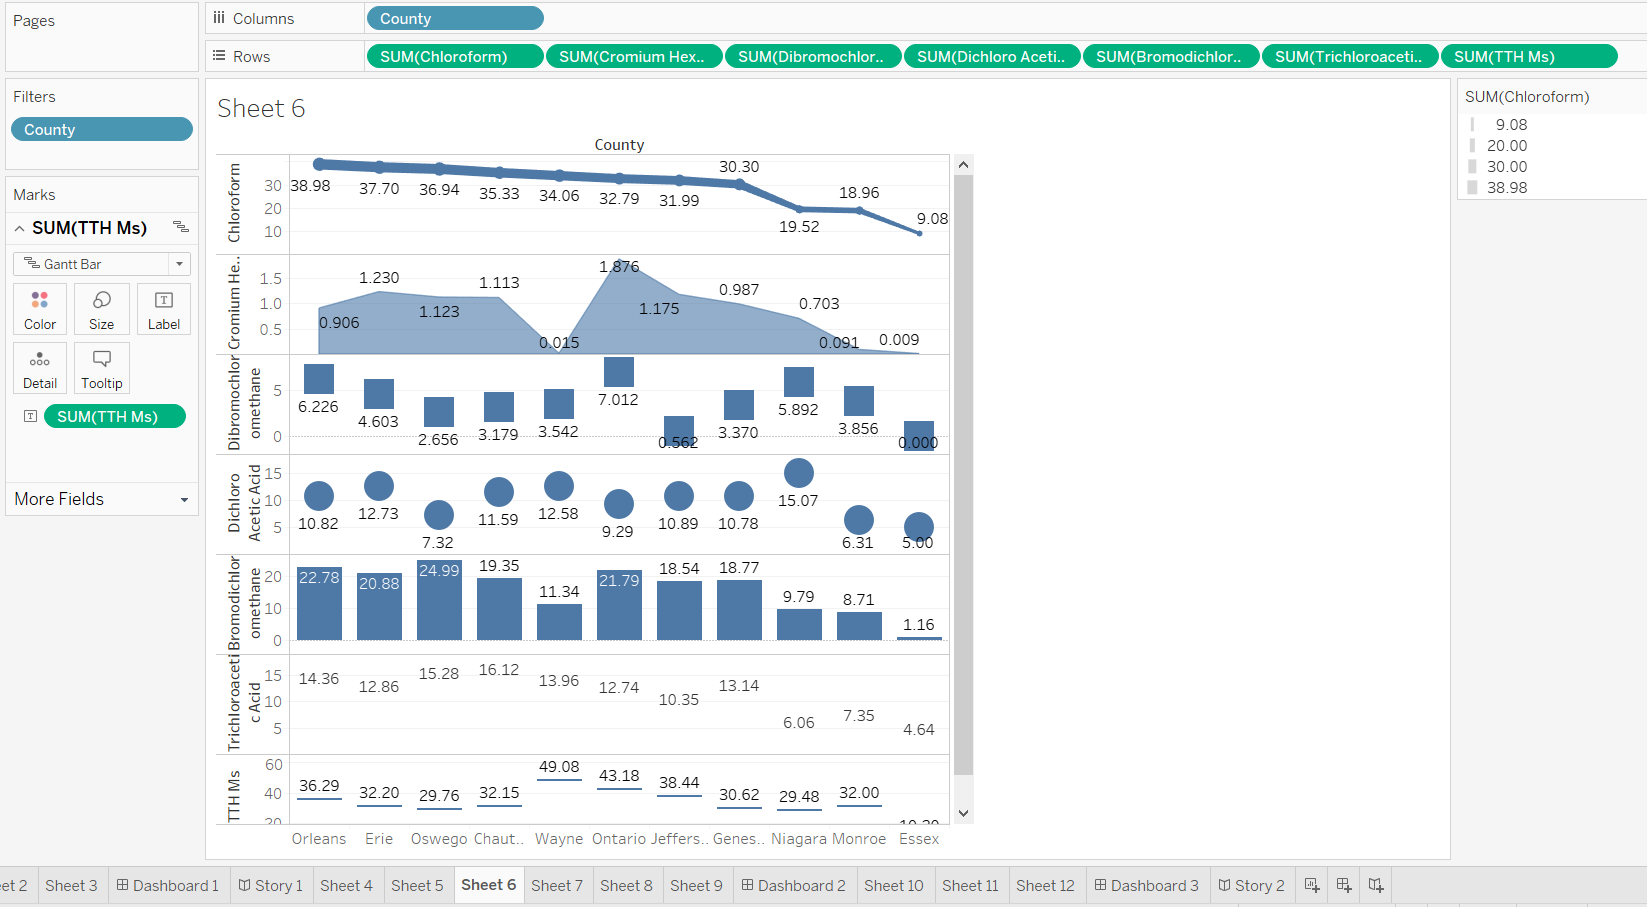 Pages
Columns
County
Rows
SUM(Chloroform)
SUM(Cromium Hex..
SUM(Dibromochlor..
SUM(Dichloro Aceti..
SUM(Bromodichlor..
SUM(Trichloroaceti..
SUM(TTH Ms)
Filters
County
Marks
SUM(TTH Ms)
Gantt Bar
Color
Size
Label
Detail
Tooltip
SUM(TTH Ms)
More Fields
Sheet 6
County
Chloroform
30
20
10
38.98
37.70
36.94
35.33
34.06
32.79
31.99
30.30
19.52
18.96
9.08
Cromium He..
1.5
1.0
0.5
0.906
1.230
1.123
1.113
0.015
1.876
1.175
0.987
0.703
0.091
0.009
Dibromochlor
omethane
5
0
6.226
4.603
2.656
3.179
3.542
7.012
0.562
3.370
5.892
3.856
0.000
Dichloro
Acetic Acid
15
10
5
10.82
12.73
7.32
11.59
12.58
9.29
10.89
10.78
15.07
6.31
5.00
Bromodichlor
omethane
20
10
0
22.78
20.88
24.99
19.35
11.34
21.79
18.54
18.77
9.79
8.71
1.16
Trichloroaceti
c Acid
15
10
5
14.36
12.86
15.28
16.12
13.96
12.74
10.35
13.14
6.06
7.35
4.64
TTH Ms
60
40
20
36.29
32.20
29.76
32.15
49.08
43.18
38.44
30.62
29.48
32.00
Orleans
Erie
Oswego
Chaut..
Wayne
Ontario
Jeffers..
Genes..
Niagara
Monroe
Essex
SUM(Chloroform)
9.08
20.00
30.00
38.98
et 2
Sheet 3
Dashboard 1
Story 1
Sheet 4
Sheet 5
Sheet 6
Sheet 7
Sheet 8
Sheet 9
Dashboard 2
Sheet 10
Sheet 11
Sheet 12
Dashboard 3
Story 2